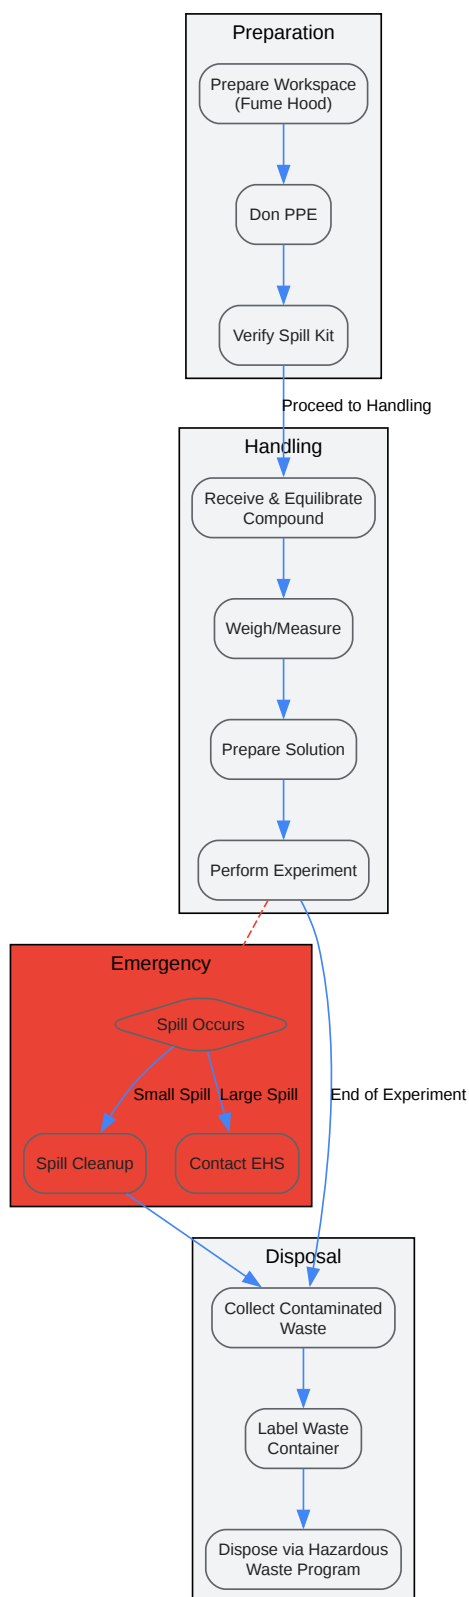 Preparation
Prepare Workspace
(Fume Hood)
Don PPE
Verify Spill Kit
Proceed to Handling
Handling
Receive & Equilibrate
Compound
Weigh/Measure
Prepare Solution
Perform Experiment
Emergency
Spill Occurs
Small Spill
Large Spill
End of Experiment
Spill Cleanup
Contact EHS
Disposal
Collect Contaminated
Waste
Label Waste
Container
Dispose via Hazardous
Waste Program